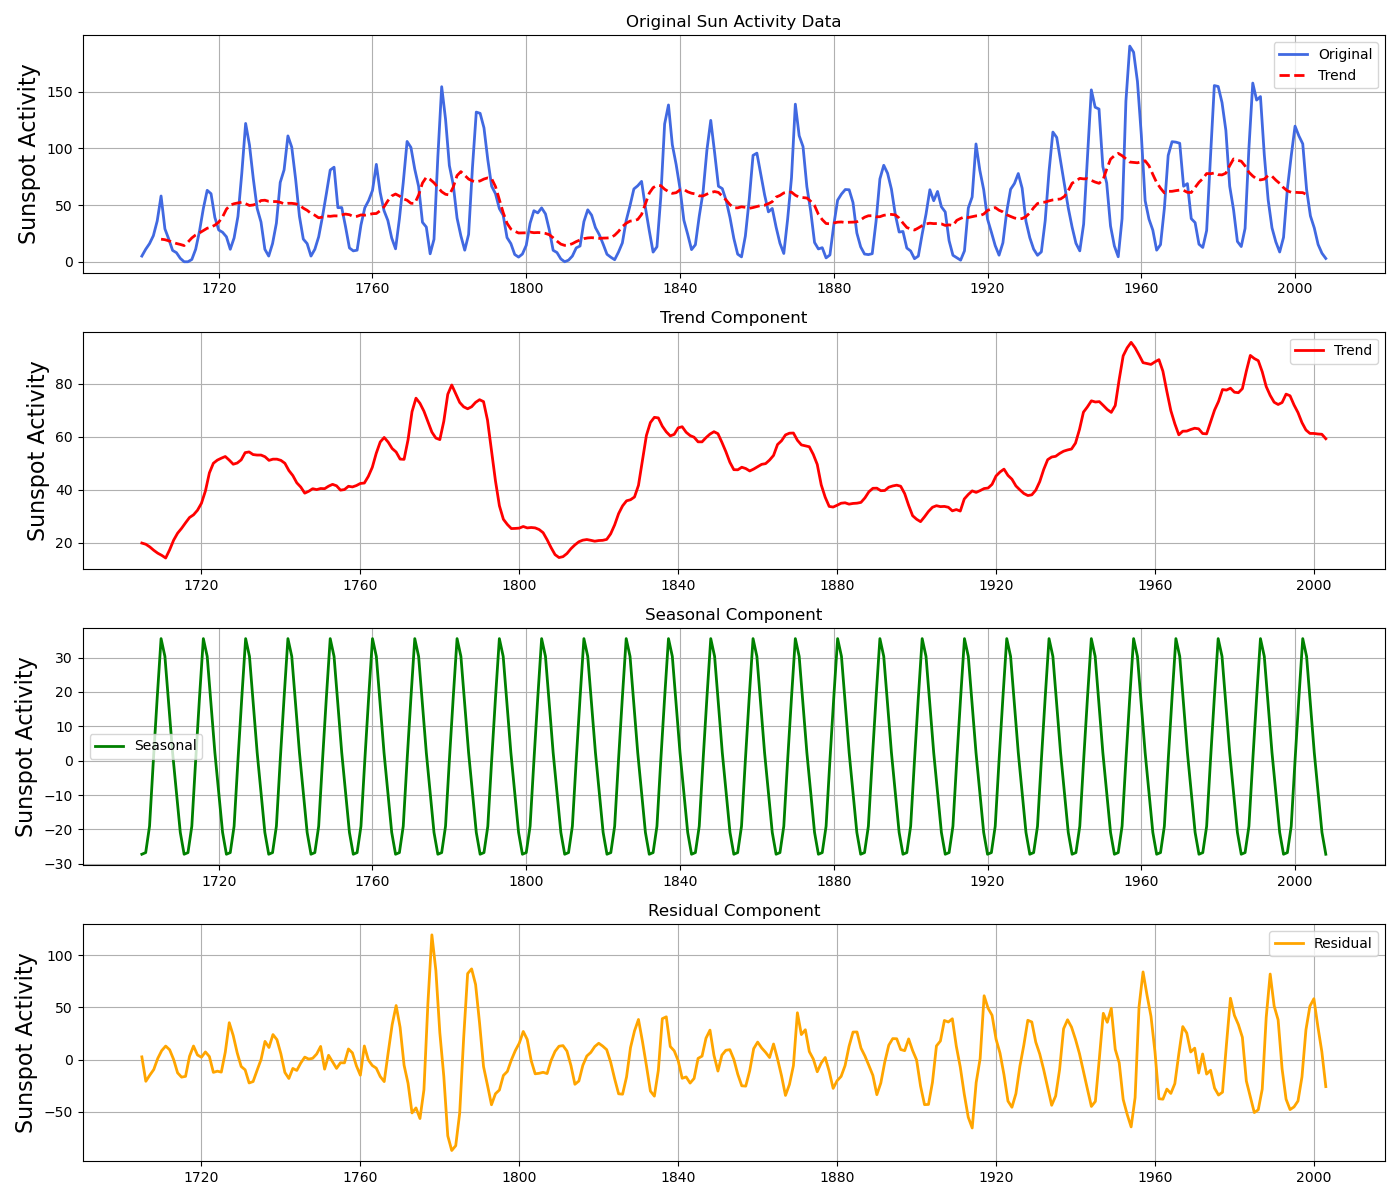 Original Sun Activity Data
Sunspot Activity
150
100
50
0
Original
Trend
1720 1760 1800 1840 1880 1920 1960 2000
Trend Component
Sunspot Activity
80
60
40
20
Trend
1720 1760 1800 1840 1880 1920 1960 2000
Seasonal Component
Sunspot Activity
30
20
10
0
−10
−20
−30
Seasonal
1720 1760 1800 1840 1880 1920 1960 2000
Residual Component
Sunspot Activity
100
50
0
−50
Residual
1720 1760 1800 1840 1880 1920 1960 2000